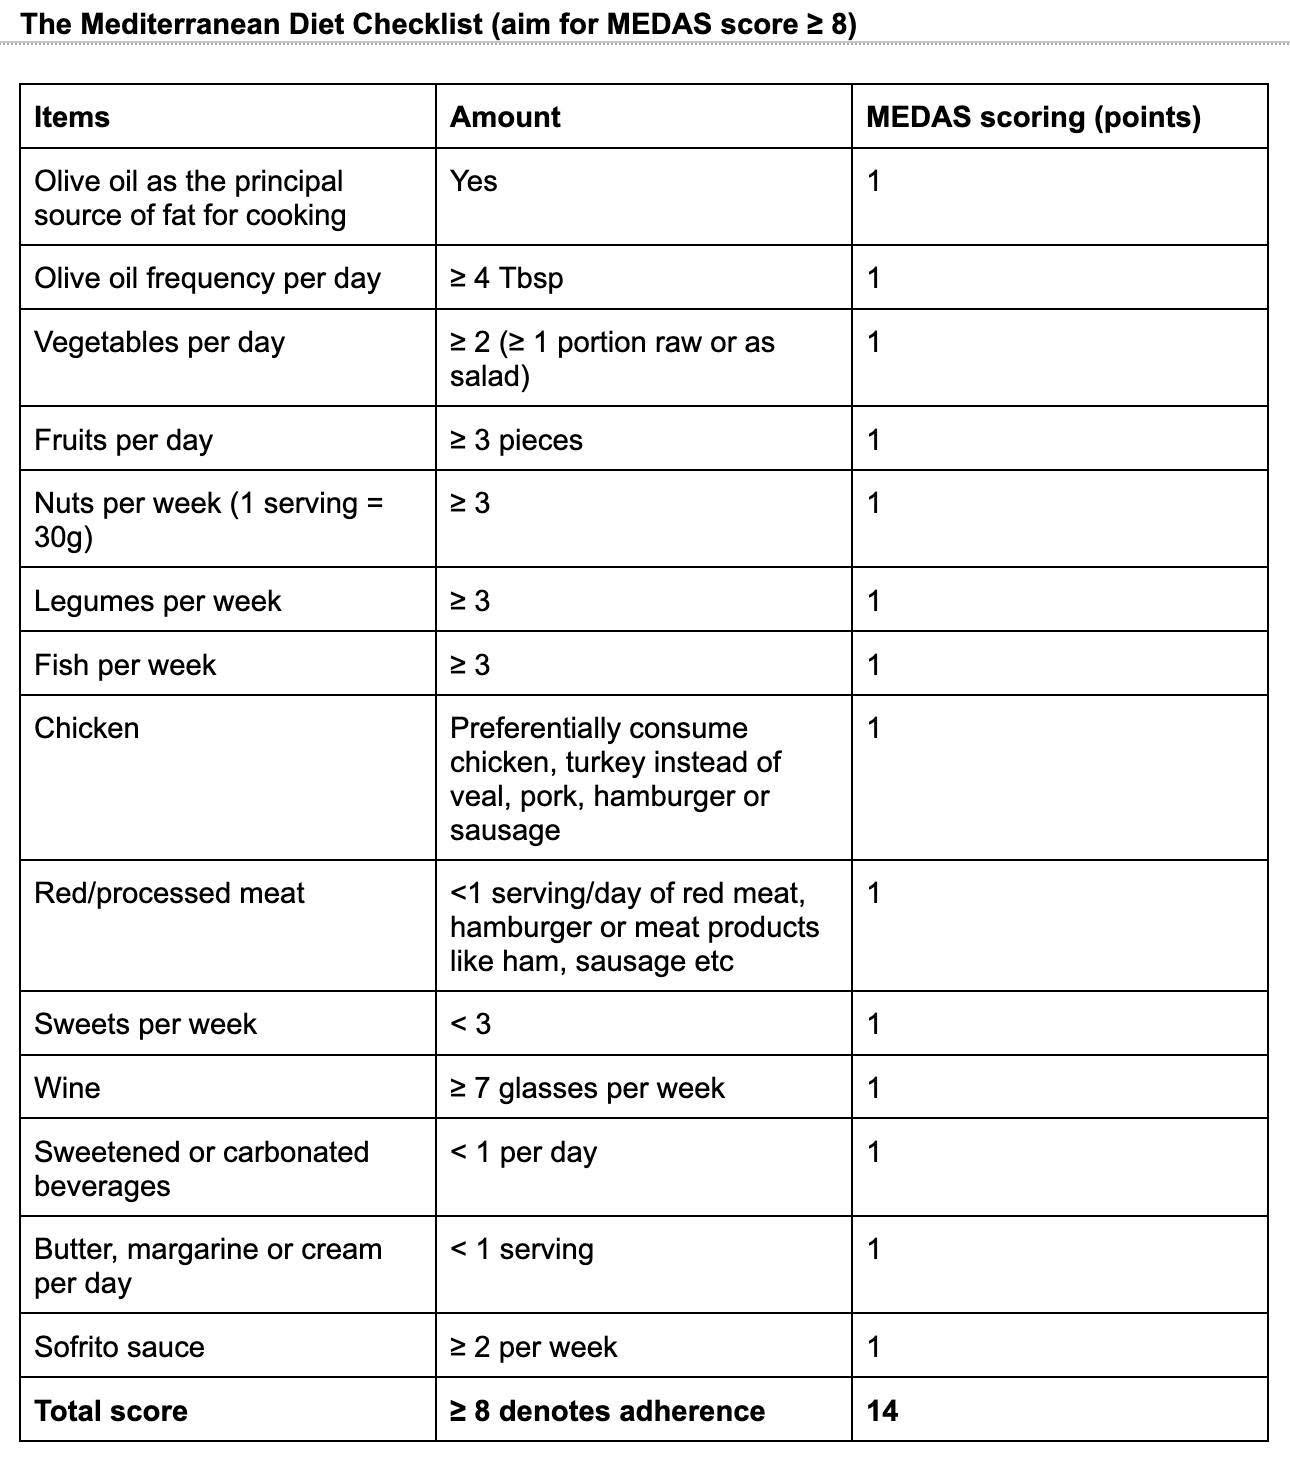 The Mediterranean Diet Checklist (aim for MEDAS score ≥ 8)
Items
Amount
MEDAS scoring (points)
Olive oil as the principal
source of fat for cooking
Yes
1
Olive oil frequency per day
≥ 4 Tbsp
1
Vegetables per day
≥ 2 (≥ 1 portion raw or as
salad)
1
Fruits per day
≥ 3 pieces
1
Nuts per week (1 serving =
30g)
≥ 3
1
Legumes per week
≥ 3
1
Fish per week
≥ 3
1
Chicken
Preferentially consume
chicken, turkey instead of
veal, pork, hamburger or
sausage
1
Red/processed meat
<1 serving/day of red meat,
hamburger or meat products
like ham, sausage etc
1
Sweets per week
< 3
1
Wine
≥ 7 glasses per week
1
Sweetened or carbonated
beverages
< 1 per day
1
Butter, margarine or cream
per day
< 1 serving
1
Sofrito sauce
≥ 2 per week
1
Total score
≥ 8 denotes adherence
14